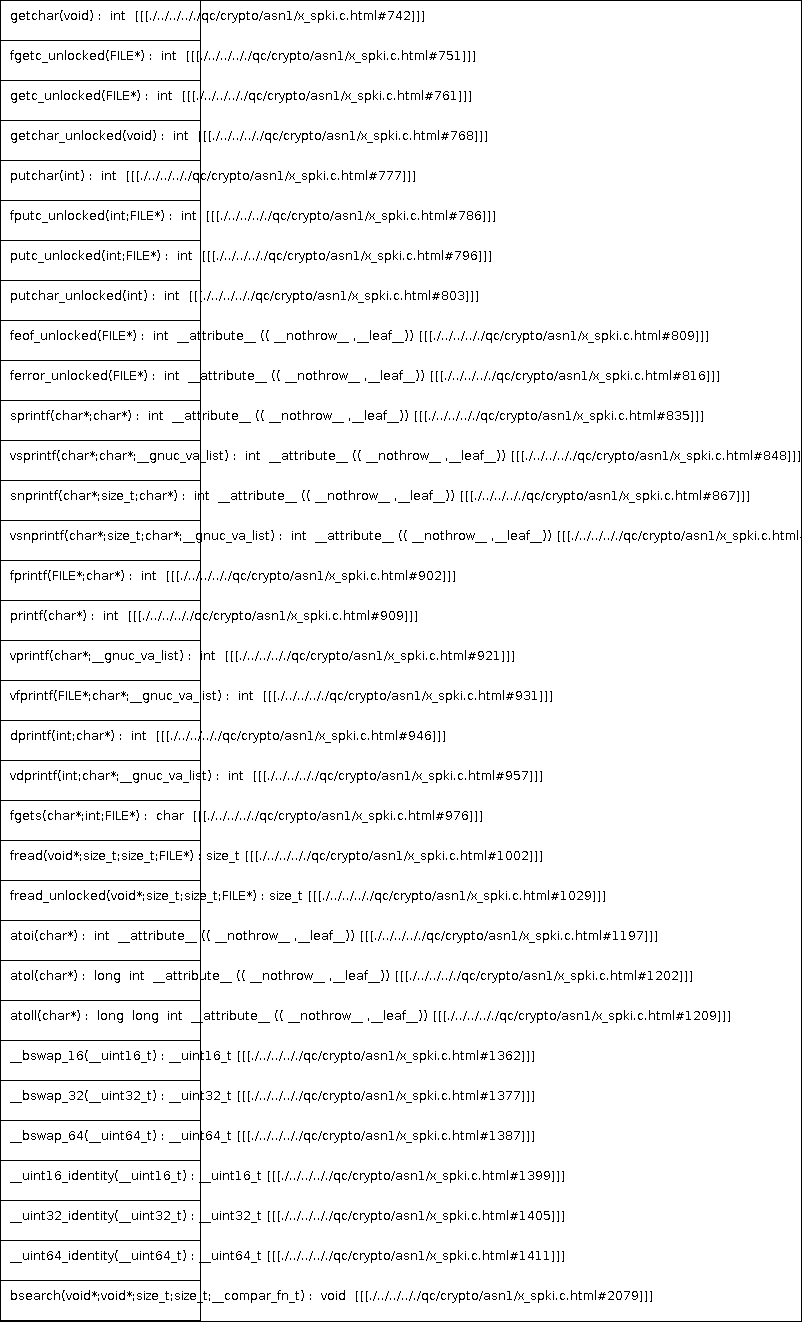 getchar(void) : int [[[./../../../qc/crypto/asn1/x_spki.c.html#742]]]
fgetc_unlocked(FILE*) : int [[[./../../../qc/crypto/asn1/x_spki.c.html#751]]]
getc_unlocked(FILE*) : int [[[./../../../qc/crypto/asn1/x_spki.c.html#761]]]
getchar_unlocked(void) : int [[[./../../../qc/crypto/asn1/x_spki.c.html#768]]]
putchar(int) : int [[[./../../../qc/crypto/asn1/x_spki.c.html#777]]]
fputc_unlocked(int;FILE*) : int [[[./../../../qc/crypto/asn1/x_spki.c.html#786]]]
putc_unlocked(int;FILE*) : int [[[./../../../qc/crypto/asn1/x_spki.c.html#796]]]
putchar_unlocked(int) : int [[[./../../../qc/crypto/asn1/x_spki.c.html#803]]]
feof_unlocked(FILE*) : int __attribute__ (( __nothrow__ ,__leaf__)) [[[./../../../qc/crypto/asn1/x_spki.c.html#809]]]
ferror_unlocked(FILE*) : int __attribute__ (( __nothrow__ ,__leaf__)) [[[./../../../qc/crypto/asn1/x_spki.c.html#816]]]
sprintf(char*;char*) : int __attribute__ (( __nothrow__ ,__leaf__)) [[[./../../../qc/crypto/asn1/x_spki.c.html#835]]]
vsprintf(char*;char*;__gnuc_va_list) : int __attribute__ (( __nothrow__ ,__leaf__)) [[[./../../../qc/crypto/asn1/x_spki.c.html#848]]]
snprintf(char*;size_t;char*) : int __attribute__ (( __nothrow__ ,__leaf__)) [[[./../../../qc/crypto/asn1/x_spki.c.html#867]]]
vsnprintf(char*;size_t;char*;__gnuc_va_list) : int __attribute__ (( __nothrow__ ,__leaf__)) [[[./../../../qc/crypto/asn1/x_spki.c.html
fprintf(FILE*;char*) : int [[[./../../../qc/crypto/asn1/x_spki.c.html#902]]]
printf(char*) : int [[[./../../../qc/crypto/asn1/x_spki.c.html#909]]]
vprintf(char*;__gnuc_va_list) : int [[[./../../../qc/crypto/asn1/x_spki.c.html#921]]]
vfprintf(FILE*;char*;__gnuc_va_list) : int [[[./../../../qc/crypto/asn1/x_spki.c.html#931]]]
dprintf(int;char*) : int [[[./../../../qc/crypto/asn1/x_spki.c.html#946]]]
vdprintf(int;char*;__gnuc_va_list) : int [[[./../../../qc/crypto/asn1/x_spki.c.html#957]]]
fgets(char*;int;FILE*) : char [[[./../../../qc/crypto/asn1/x_spki.c.html#976]]]
fread(void*;size_t;size_t;FILE*) : size_t [[[./../../../qc/crypto/asn1/x_spki.c.html#1002]]]
fread_unlocked(void*;size_t;size_t;FILE*) : size_t [[[./../../../qc/crypto/asn1/x_spki.c.html#1029]]]
atoi(char*) : int __attribute__ (( __nothrow__ ,__leaf__)) [[[./../../../qc/crypto/asn1/x_spki.c.html#1197]]]
atol(char*) : long int __attribute__ (( __nothrow__ ,__leaf__)) [[[./../../../qc/crypto/asn1/x_spki.c.html#1202]]]
atoll(char*) : long long int __attribute__ (( __nothrow__ ,__leaf__)) [[[./../../../qc/crypto/asn1/x_spki.c.html#1209]]]
__bswap_16(__uint16_t) : __uint16_t [[[./../../../qc/crypto/asn1/x_spki.c.html#1362]]]
__bswap_32(__uint32_t) : __uint32_t [[[./../../../qc/crypto/asn1/x_spki.c.html#1377]]]
__bswap_64(__uint64_t) : __uint64_t [[[./../../../qc/crypto/asn1/x_spki.c.html#1387]]]
__uint16_identity(__uint16_t) : __uint16_t [[[./../../../qc/crypto/asn1/x_spki.c.html#1399]]]
__uint32_identity(__uint32_t) : __uint32_t [[[./../../../qc/crypto/asn1/x_spki.c.html#1405]]]
__uint64_identity(__uint64_t) : __uint64_t [[[./../../../qc/crypto/asn1/x_spki.c.html#1411]]]
bsearch(void*;void*;size_t;size_t;__compar_fn_t) : void [[[./../../../qc/crypto/asn1/x_spki.c.html#2079]]]